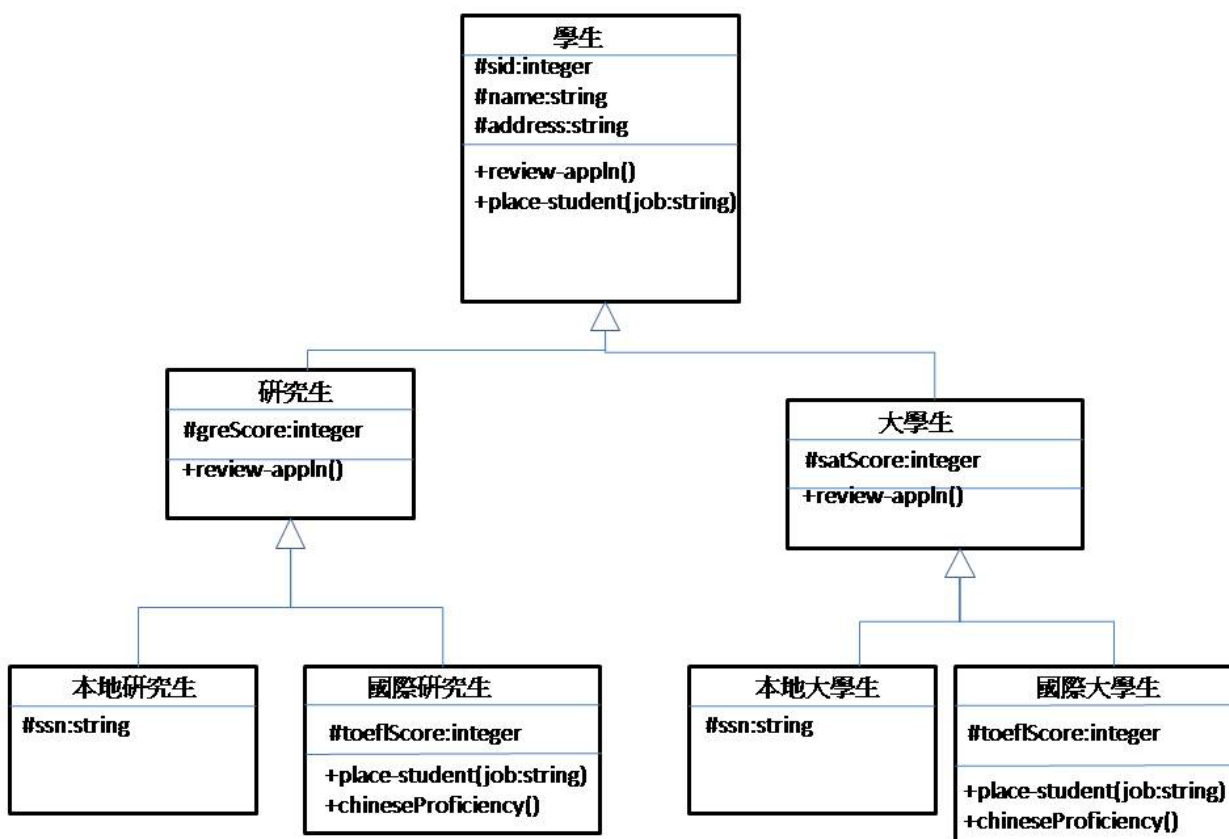 學生
#sid:integer
#name:string
#address:string
+review-appln()
+place-student(job:string)
研究生
#greScore:integer
+review-appln()
大學生
#satScore:integer
+review-appln()
本地研究生
#ssn:string
國際研究生
#toeflScore:integer
+place-student(job:string)
+chineseProficiency()
本地大學生
#ssn:string
國際大學生
#toeflScore:integer
+place-student(job:string)
+chineseProficiency()